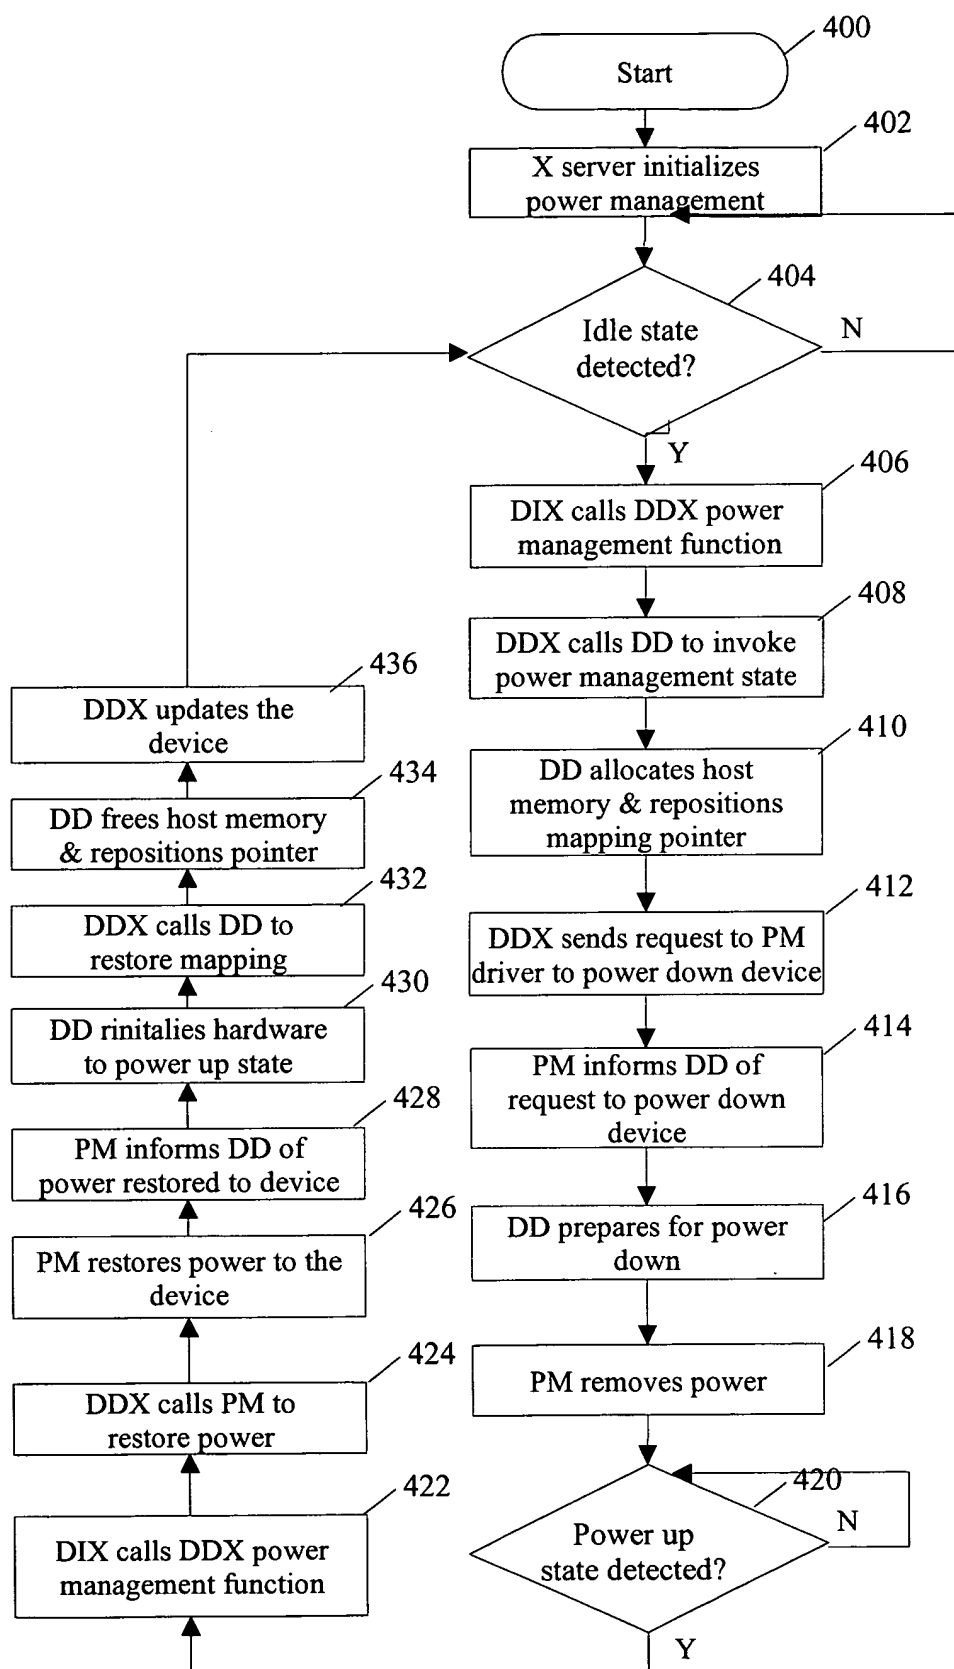 400
Start
402
X server initializes
power management
404
Idle state
detected?
N
Y
406
DIX calls DDX power
management function
408
DDX calls DD to invoke
power management state
410
DD allocates host
memory & repositions
mapping pointer
412
DDX sends request to PM
driver to power down device
414
PM informs DD of
request to power down
device
416
DD prepares for power
down
418
PM removes power
420
Power up
state detected?
N
Y
422
DIX calls DDX power
management function
424
DDX calls PM to
restore power
426
PM restores power to the
device
428
PM informs DD of
power restored to device
430
DD rinitalies hardware
to power up state
432
DDX calls DD to
restore mapping
434
DD frees host memory
& repositions pointer
436
DDX updates the
device